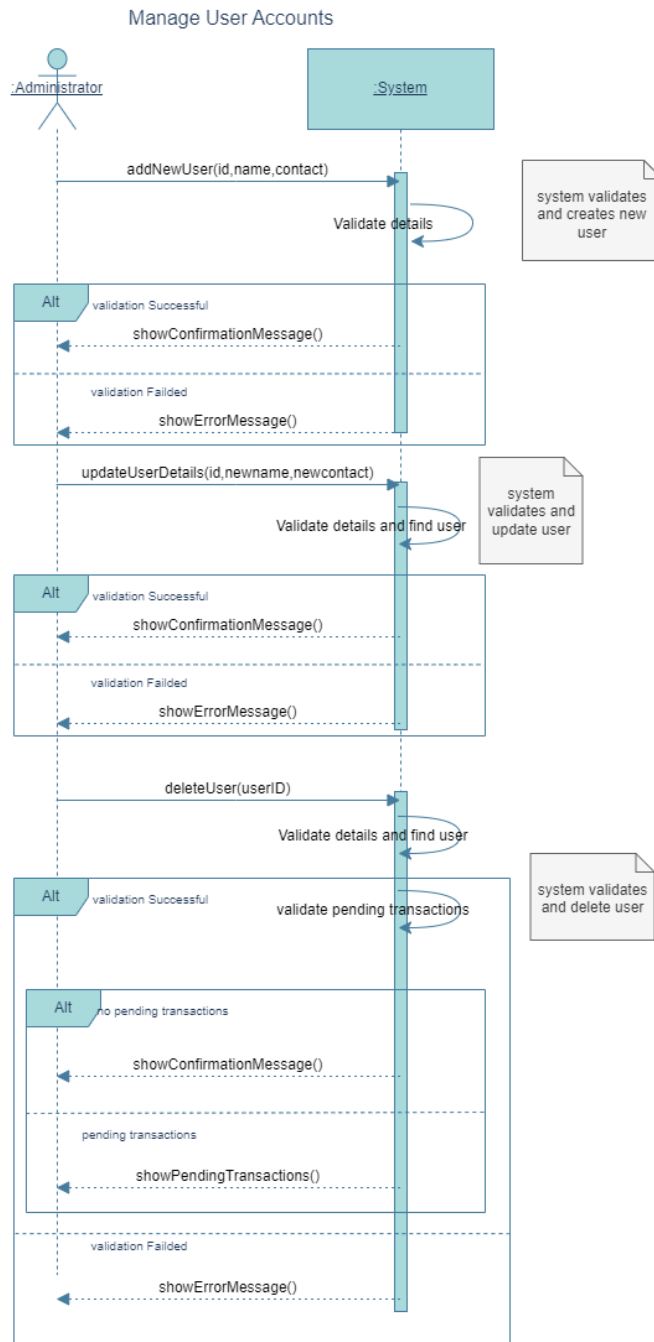 Manage User Accounts
:Administrator
:System
addNewUser(id,name,contact)
system validates
and creates new
user
Validate details
Alt
validation Successful
showConfirmationMessage()
validation Failded
showErrorMessage()
updateUserDetails(id,newname,newcontact)
system
validates and
update user
Validate details and find user
Alt
validation Successful
showConfirmationMessage()
validation Failded
showErrorMessage()
deleteUser(userID)
Validate details and find user
Alt
validation Successful
validate pending transactions
system validates
and delete user
Alt
no pending transactions
showConfirmationMessage()
pending transactions
showPendingTransactions()
validation Failded
showErrorMessage()